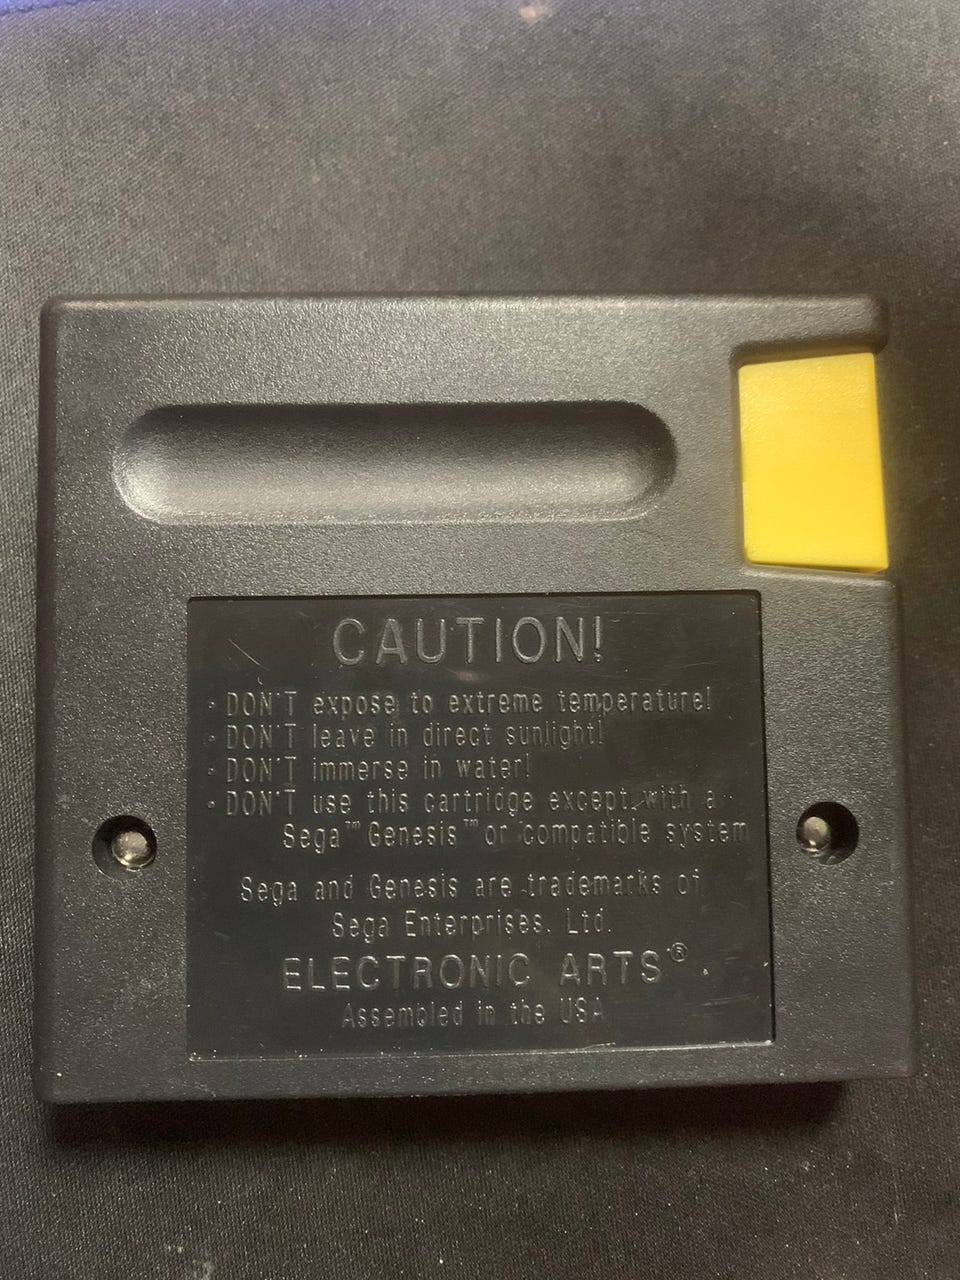 CAUTION!
· DON'T expose to extreme temperature!
· DON'T leave in direct sunlight!
· DON'T immerse in water!
· DON'T use this cartridge except with a
Sega™ Genesis™ or compatible system
Sega and Genesis are trademarks of
Sega Enterprises, Ltd.
ELECTRONIC ARTS®
Assembled in the USA